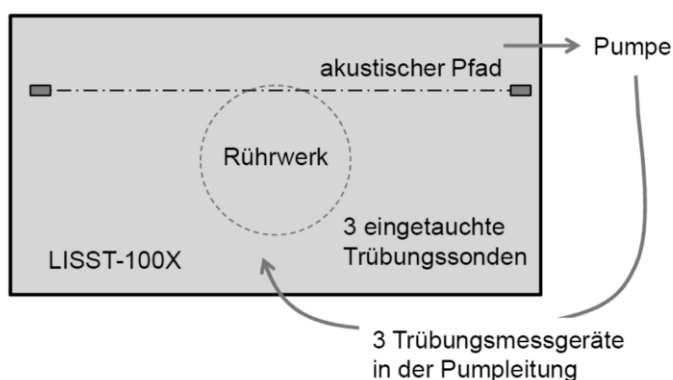 akustischer Pfad
Pumpe
Rührwerk
3 eingetauchte
Trübungssonden
LISST-100X
3 Trübungsmessgeräte
in der Pumpleitung